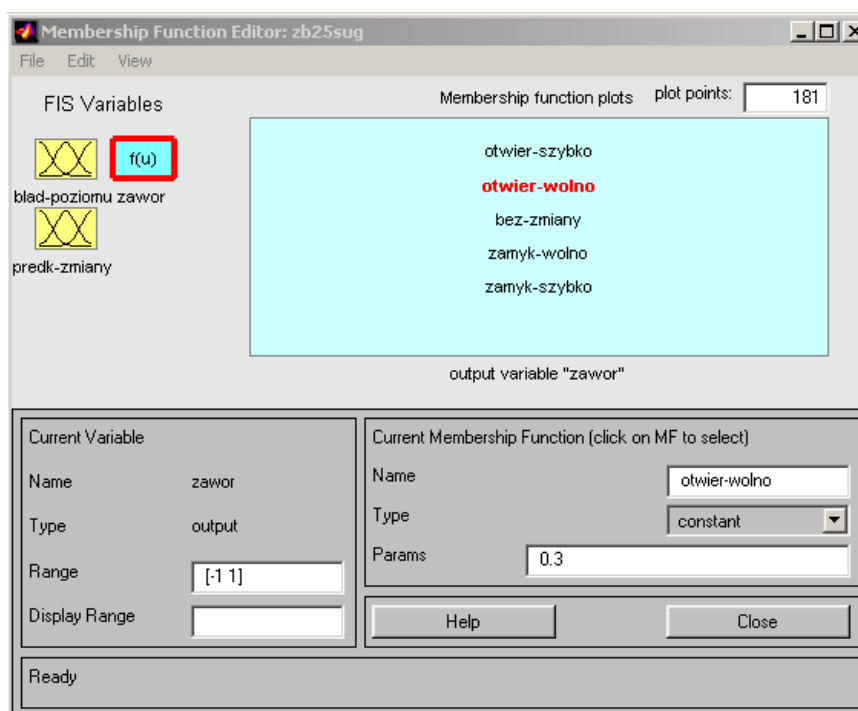 Membership Function Editor: zb25sug
File Edit View
FIS Variables
Membership function plots plot points: 181
f(u)
blad-poziomu zawor
predk-zmiany
otwier-szybko
otwier-wolno
bez-zmiany
zamyk-wolno
zamyk-szybko
output variable "zawor"
Current Variable
Name zawor
Type output
Range [-1 1]
Display Range
Current Membership Function (click on MF to select)
Name otwier-wolno
Type constant
Params 0.3
Help Close
Ready